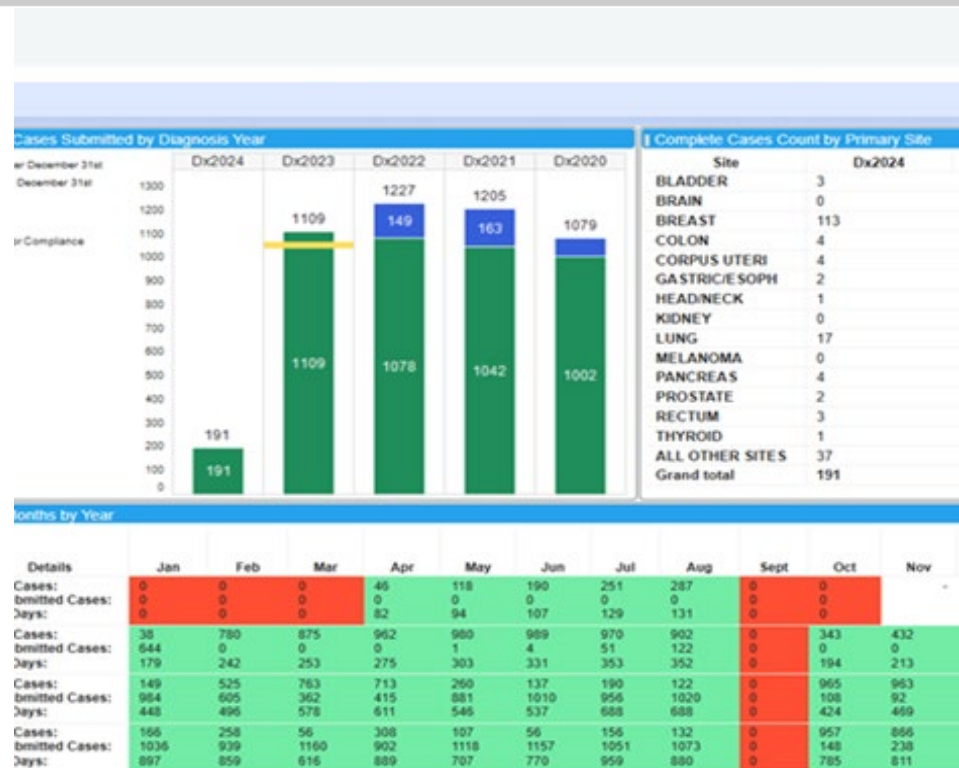 Cases Submitted by Diagnosis Year
er December 31st
December 31st
or Compliance
Dx2024 Dx2023 Dx2022 Dx2021 Dx2020
1300
1200
1100
1000
900
800
700
600
500
400
300
200
100
0
191
191
1109
1109
1227
149
1078
1205
163
1042
1079
1002
Complete Cases Count by Primary Site
Site Dx2024
BLADDER 3
BRAIN 0
BREAST 113
COLON 4
CORPUS UTERI 4
GASTRIC/ESOPH 2
HEAD/NECK 1
KIDNEY 0
LUNG 17
MELANOMA 0
PANCREAS 4
PROSTATE 2
RECTUM 3
THYROID 1
ALL OTHER SITES 37
Grand total 191
onths by Year
Details Jan Feb Mar Apr May Jun Jul Aug Sept Oct Nov
Cases: 0 0 0 46 118 190 251 287 0 0 -
bmitted Cases: 0 0 0 0 0 0 0 0 0 0
Days: 0 0 0 82 94 107 129 131 0 0
Cases: 38 780 875 962 980 989 970 902 0 343 432
bmitted Cases: 644 0 0 0 1 4 51 122 0 0 0
Days: 179 242 253 275 303 331 353 352 0 194 213
Cases: 149 525 763 713 260 137 190 122 0 965 963
bmitted Cases: 984 605 362 415 881 1010 956 1020 0 108 92
Days: 448 496 578 611 546 537 688 688 0 424 469
Cases: 166 258 56 308 107 56 156 132 0 957 866
bmitted Cases: 1036 939 1160 902 1118 1157 1051 1073 0 148 238
Days: 897 859 616 889 707 770 959 880 0 785 811